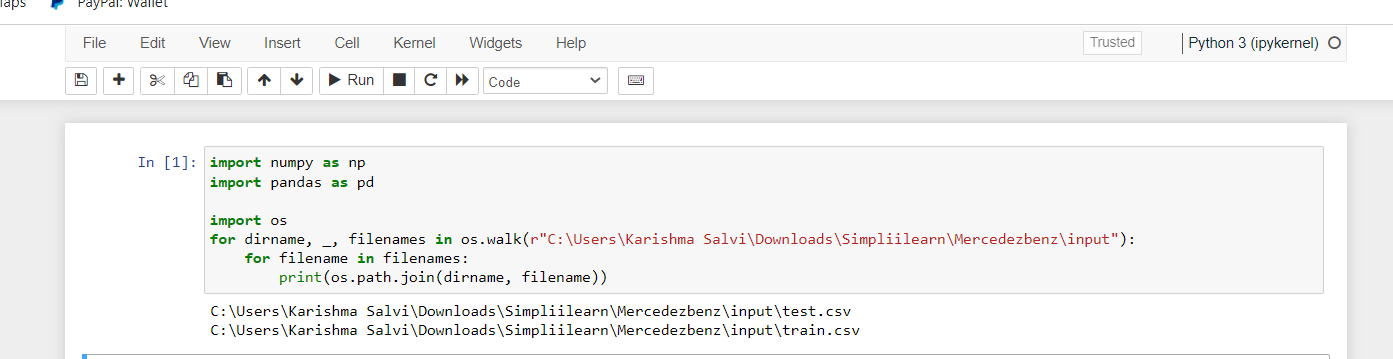 PayPal: Wallet
File Edit View Insert Cell Kernel Widgets Help Trusted Python 3 (ipykernel)
Run Code
In [1]: import numpy as np
import pandas as pd
import os
for dirname, _, filenames in os.walk(r"C:\Users\Karishma Salvi\Downloads\Simpliilearn\Mercedezbenz\input"):
for filename in filenames:
print(os.path.join(dirname, filename))
C:\Users\Karishma Salvi\Downloads\Simpliilearn\Mercedezbenz\input\test.csv
C:\Users\Karishma Salvi\Downloads\Simpliilearn\Mercedezbenz\input\train.csv